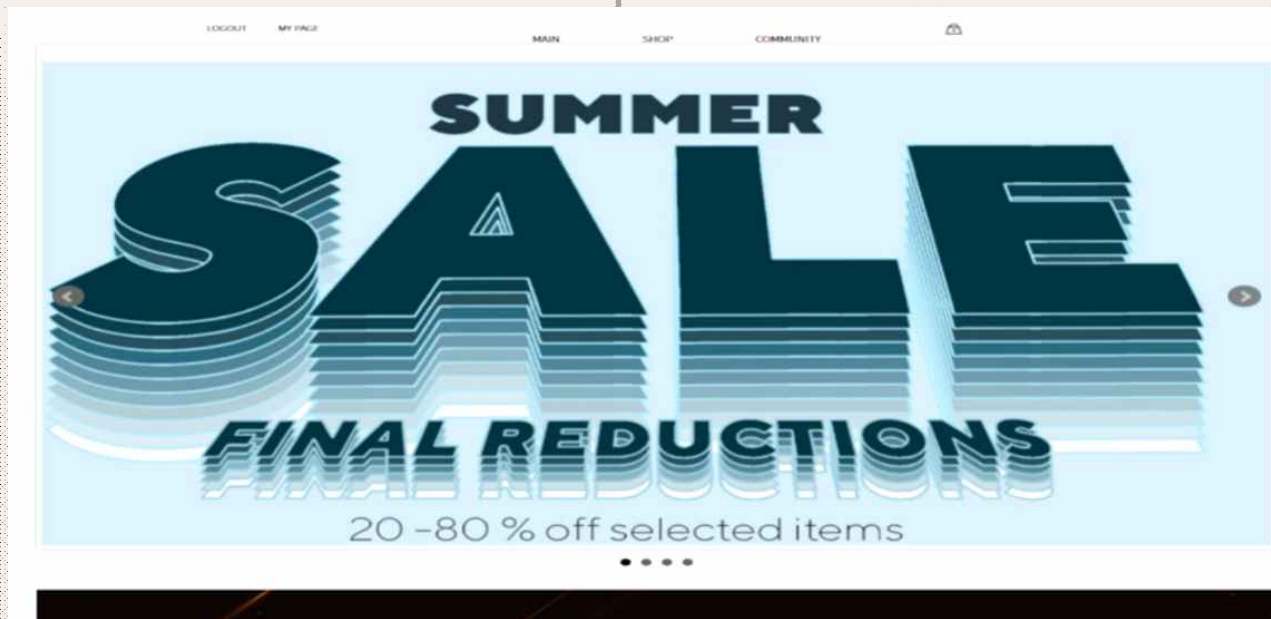 LOGOUT MY PAGE
MAIN SHOP COMMUNITY
SUMMER
SALE
FINAL REDUCTIONS
20 -80 % off selected items